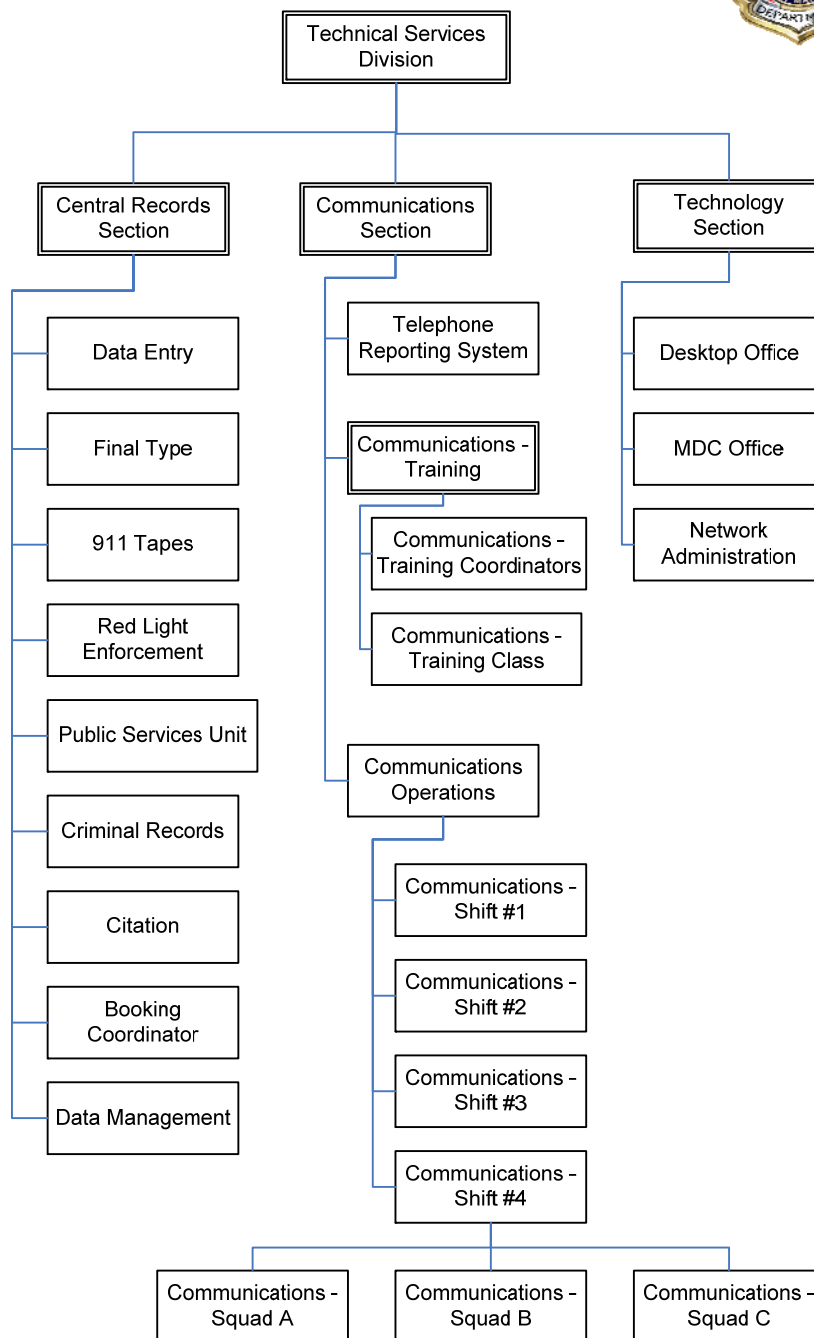 DEPARTM
Technical Services
Division
Central Records
Section
Communications
Section
Technology
Section
Data Entry
Final Type
911 Tapes
Red Light
Enforcement
Public Services Unit
Criminal Records
Citation
Booking
Coordinator
Data Management
Telephone
Reporting System
Communications -
Training
Communications -
Training Coordinators
Communications -
Training Class
Communications
Operations
Communications -
Shift #1
Communications -
Shift #2
Communications -
Shift #3
Communications -
Shift #4
Desktop Office
MDC Office
Network
Administration
Communications -
Squad A
Communications -
Squad B
Communications -
Squad C